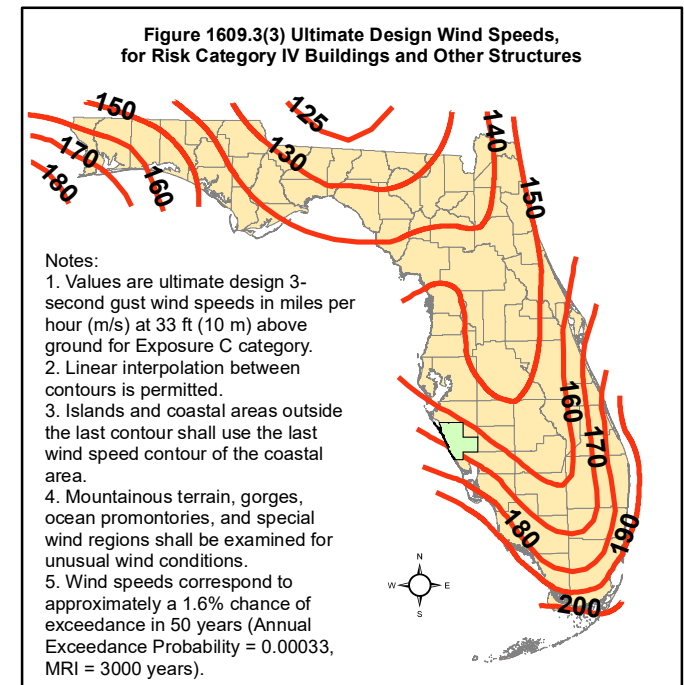 Figure 1609.3(3) Ultimate Design Wind Speeds,
for Risk Category IV Buildings and Other Structures
150
125
140
170
130
180
160
150
Notes:
1. Values are ultimate design 3-
second gust wind speeds in miles per
hour (m/s) at 33 ft (10 m) above
ground for Exposure C category.
2. Linear interpolation between
contours is permitted.
3. Islands and coastal areas outside
the last contour shall use the last
wind speed contour of the coastal
area.
4. Mountainous terrain, gorges,
ocean promontories, and special
wind regions shall be examined for
unusual wind conditions.
5. Wind speeds correspond to
approximately a 1.6% chance of
exceedance in 50 years (Annual
Exceedance Probability = 0.00033,
MRI = 3000 years).
160
170
180
190
200
N
W
E
S